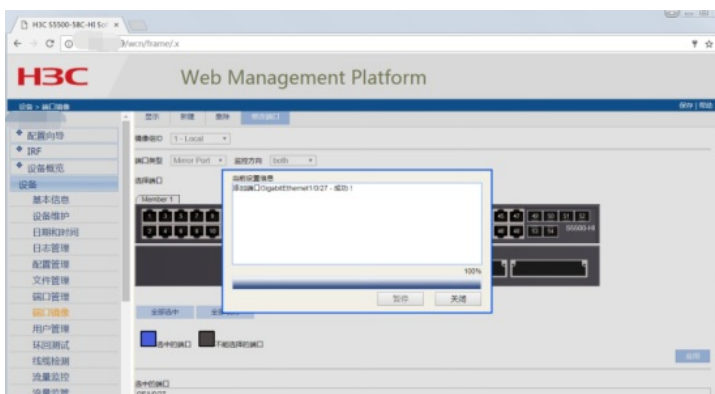 H3C S5500-58C-HI Sof
/wcn/frame/.x
H3C
Web Management Platform
设备 > 端口镜像
保存 | 帮助
显示 新建 删除 修改端口
镜像组ID 1 - Local
端口类型 Mirror Port 监控方向 both
选择端口
Member 1
当前设置信息
添加端口GigabitEthernet1/0/27 - 成功！
100%
暂停 关闭
S5500-HI
全部选中
选中的端口 不能选择的端口
选中的端口
配置向导
IRF
设备概览
设备
基本信息
设备维护
日期和时间
日志管理
配置管理
文件管理
端口管理
端口镜像
用户管理
环回测试
线缆检测
流量监控